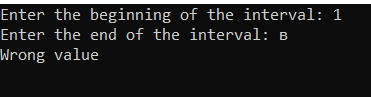 Enter the beginning of the interval: 1
Enter the end of the interval: в
Wrong value